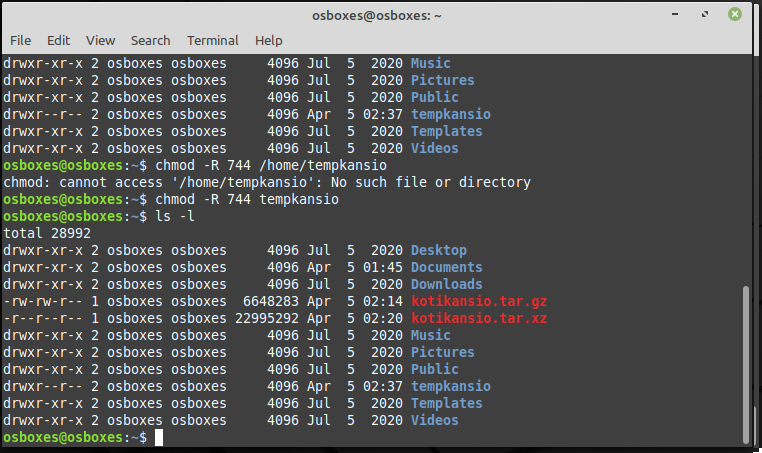 osboxes@osboxes: ~
File Edit View Search Terminal Help
drwxr-xr-x 2 osboxes osboxes     4096 Jul  5  2020 Music
drwxr-xr-x 2 osboxes osboxes     4096 Jul  5  2020 Pictures
drwxr-xr-x 2 osboxes osboxes     4096 Jul  5  2020 Public
drwxr--r-- 2 osboxes osboxes     4096 Apr  5 02:37 tempkansio
drwxr-xr-x 2 osboxes osboxes     4096 Jul  5  2020 Templates
drwxr-xr-x 2 osboxes osboxes     4096 Jul  5  2020 Videos
osboxes@osboxes:~$ chmod -R 744 /home/tempkansio
chmod: cannot access '/home/tempkansio': No such file or directory
osboxes@osboxes:~$ chmod -R 744 tempkansio
osboxes@osboxes:~$ ls -l
total 28992
drwxr-xr-x 2 osboxes osboxes     4096 Jul  5  2020 Desktop
drwxr-xr-x 2 osboxes osboxes     4096 Apr  5 01:45 Documents
drwxr-xr-x 2 osboxes osboxes     4096 Jul  5  2020 Downloads
-rw-rw-r-- 1 osboxes osboxes  6648283 Apr  5 02:14 kotikansio.tar.gz
-r--r--r-- 1 osboxes osboxes 22995292 Apr  5 02:20 kotikansio.tar.xz
drwxr-xr-x 2 osboxes osboxes     4096 Jul  5  2020 Music
drwxr-xr-x 2 osboxes osboxes     4096 Jul  5  2020 Pictures
drwxr-xr-x 2 osboxes osboxes     4096 Jul  5  2020 Public
drwxr--r-- 2 osboxes osboxes     4096 Apr  5 02:37 tempkansio
drwxr-xr-x 2 osboxes osboxes     4096 Jul  5  2020 Templates
drwxr-xr-x 2 osboxes osboxes     4096 Jul  5  2020 Videos
osboxes@osboxes:~$